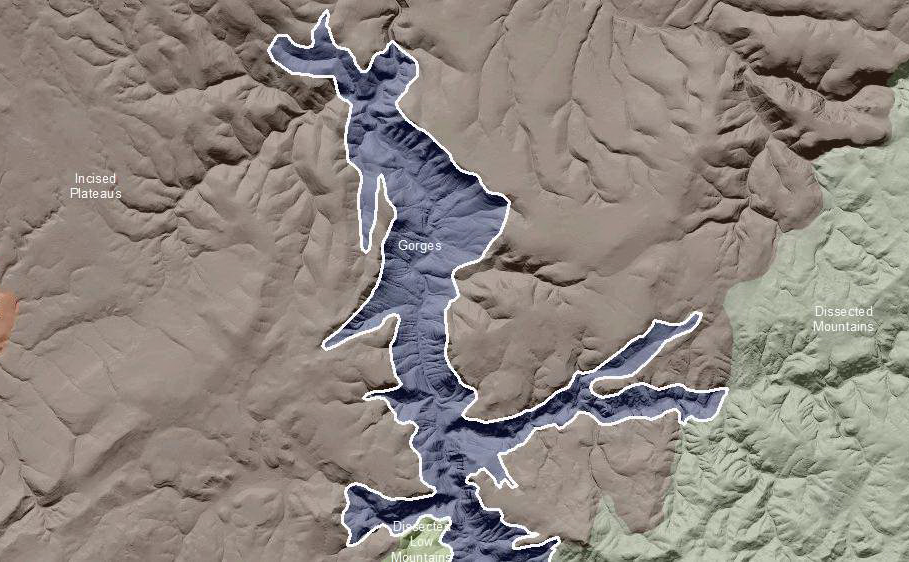 Incised
Plateaus
Gorges
Dissected
Mountains
Dissected
Low
Mountains